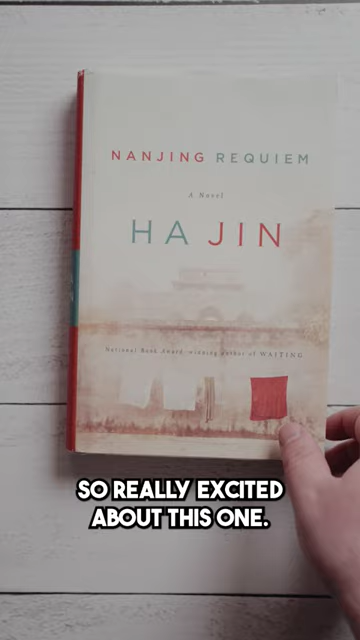 NANJING REQUIEM
A Novel
HA JIN
National Book Award-winning author of WAITING
SO REALLY EXCITED
ABOUT THIS ONE.